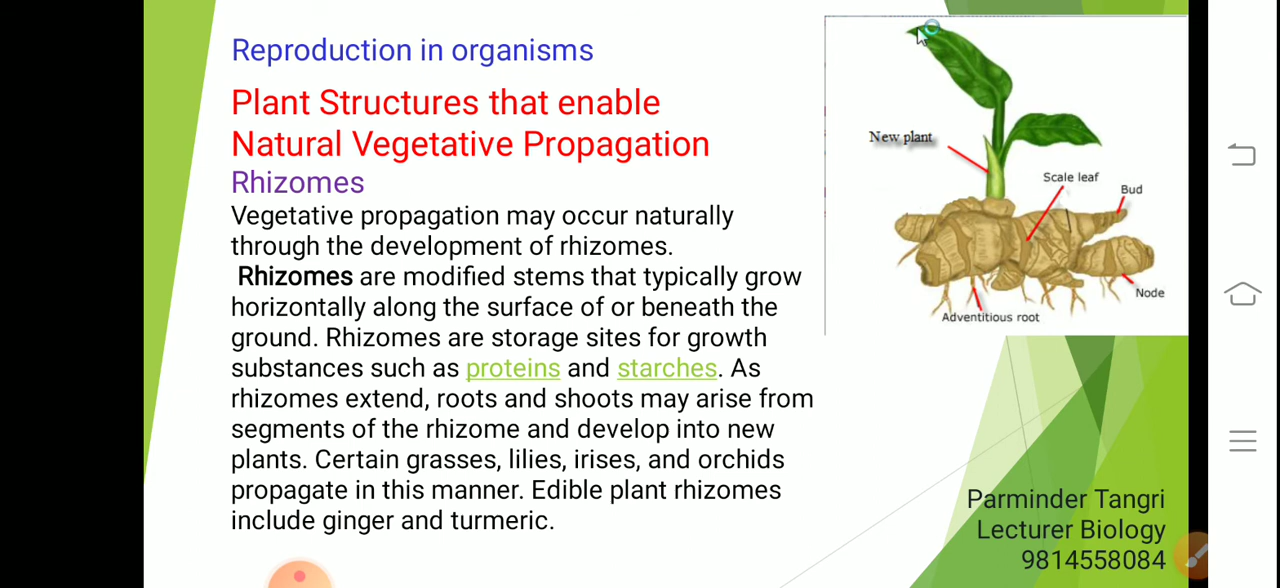 Reproduction in organisms
Plant Structures that enable
Natural Vegetative Propagation
Rhizomes
Vegetative propagation may occur naturally
through the development of rhizomes.
Rhizomes are modified stems that typically grow
horizontally along the surface of or beneath the
ground. Rhizomes are storage sites for growth
substances such as proteins and starches. As
rhizomes extend, roots and shoots may arise from
segments of the rhizome and develop into new
plants. Certain grasses, lilies, irises, and orchids
propagate in this manner. Edible plant rhizomes
include ginger and turmeric.
New plant
Scale leaf
Bud
Node
Adventitious root
Parminder Tangri
Lecturer Biology
9814558084